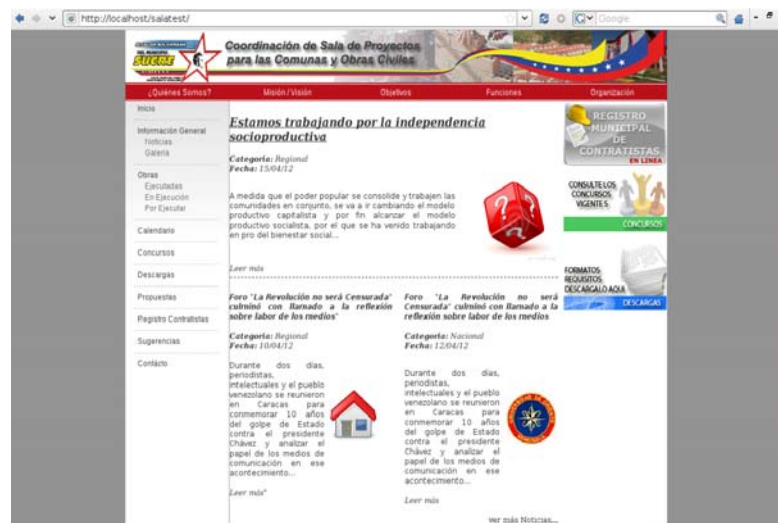 http://localhost/salatest/
Google
SUCRE
Coordinación de Sala de Proyectos
para las Comunas y Obras Civiles
¿Quiénes Somos?
Misión / Visión
Objetivos
Funciones
Organización
Inicio
Información General
Noticias
Galería
Obras
Ejecutadas
En Ejecución
Por Ejecutar
Calendario
Concursos
Descargas
Propuestas
Registro Contratistas
Sugerencias
Contácto
Estamos trabajando por la independencia
socioproductiva
Categoría: Regional
Fecha: 15/04/12
A medida que el poder popular se consolide y trabajen las
comunidades en conjunto, se va a ir cambiando el modelo
productivo capitalista y por fin alcanzar el modelo
productivo socialista, por el que se ha venido trabajando
en pro del bienestar social...
Leer más
Foro "La Revolución no será Censurada"
culminó con llamado a la reflexión
sobre labor de los medios"
Categoría: Regional
Fecha: 10/04/12
Durante dos días,
periodistas,
intelectuales y el pueblo
venezolano se reunieron
en Caracas para
conmemorar 10 años
del golpe de Estado
contra el presidente
Chávez y analizar el
papel de los medios de
comunicación en ese
acontecimiento...
Leer más"
Foro "La Revolución no será
Censurada" culminó con llamado a la
reflexión sobre labor de los medios
Categoría: Nacional
Fecha: 12/04/12
Durante dos días,
periodistas,
intelectuales y el pueblo
venezolano se reunieron
en Caracas para
conmemorar 10 años
del golpe de Estado
contra el presidente
Chávez y analizar el
papel de los medios de
comunicación en ese
acontecimiento...
Leer más
ver más Noticias...
REGISTRO
MUNICIPAL
DE
CONTRATISTAS
EN LINEA
CONSULTE LOS
CONCURSOS
VIGENTES
CONCURSOS
FORMATOS
REQUISITOS
DESCARGALO AQUI
DESCARGAS